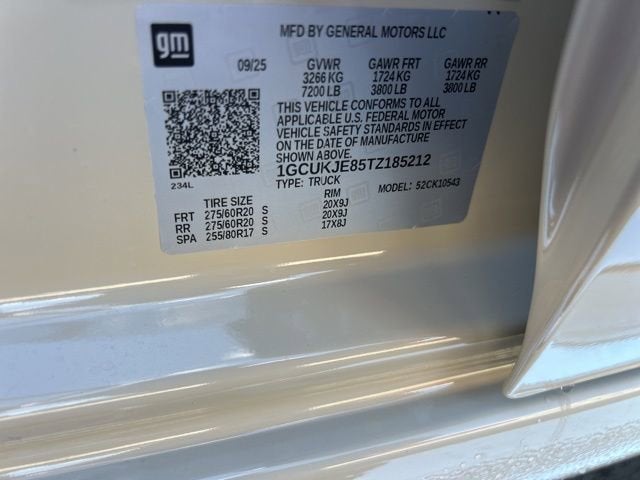 gm
MFD BY GENERAL MOTORS LLC
09/25 GVWR GAWR FRT GAWR RR
3266 KG 1724 KG 1724 KG
7200 LB 3800 LB 3800 LB
THIS VEHICLE CONFORMS TO ALL
APPLICABLE U.S. FEDERAL MOTOR
VEHICLE SAFETY STANDARDS IN EFFECT
ON THE DATE OF MANUFACTURE
SHOWN ABOVE.
1GCUKJE85TZ185212
234L TYPE: TRUCK MODEL: 52CK10543
TIRE SIZE RIM
FRT 275/60R20 S 20X9J
RR 275/60R20 S 20X9J
SPA 255/80R17 S 17X8J